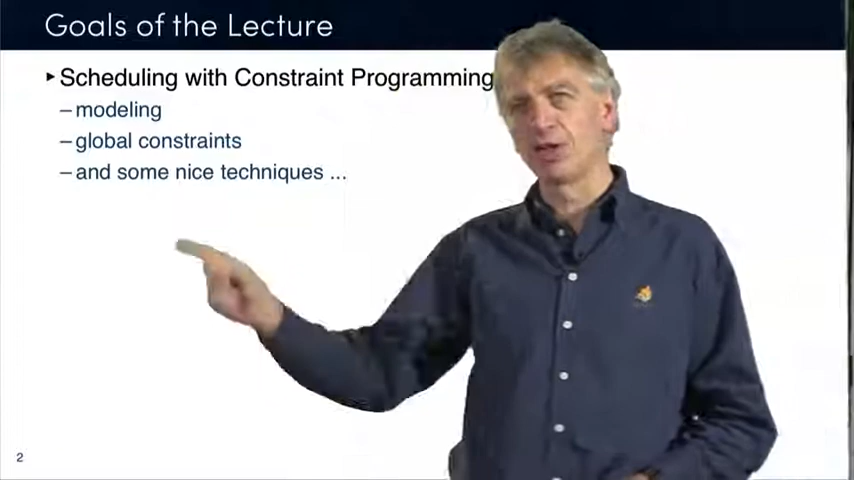 Goals of the Lecture
▸Scheduling with Constraint Programming
–modeling
–global constraints
–and some nice techniques ...
2